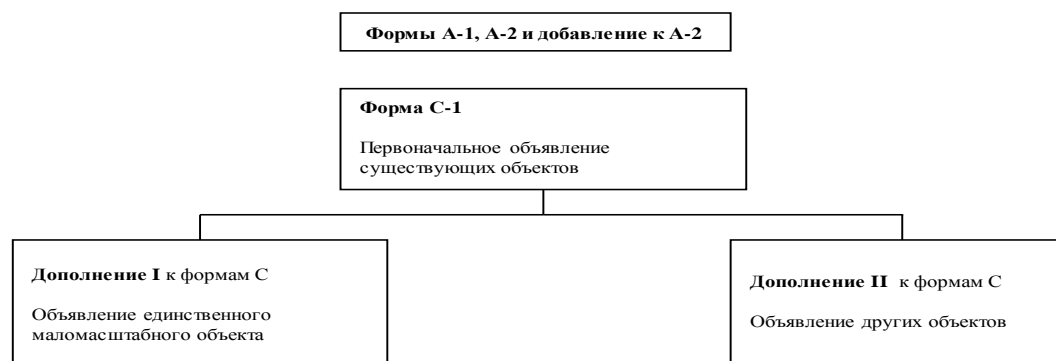 Формы А-1, А-2 и добавление к А-2
Форма С-1
Первоначальное объявление
существующих объектов
Дополнение I к формам С
Объявление единственного
маломасштабного объекта
Дополнение II к формам С
Объявление других объектов